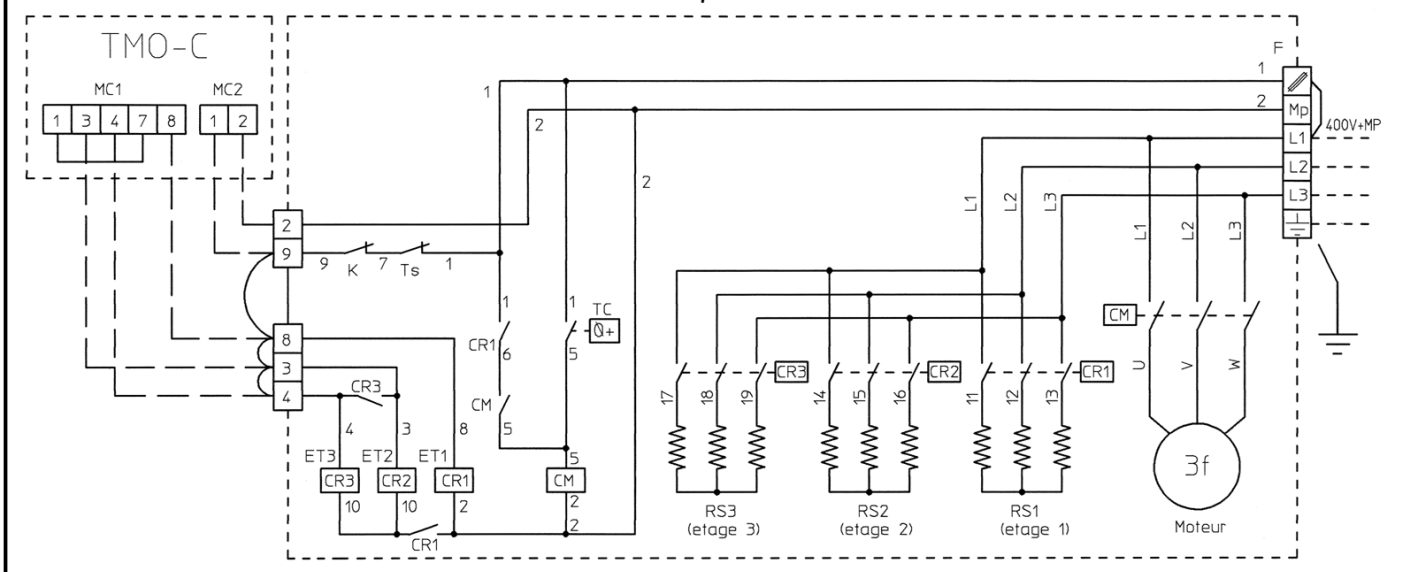 TMO-C
MC1 MC2
1 3 4 7 8 1 2
F
1
2 Mp
400V+MP
L1
L2
L3
1
2
2
L1 L2 L3
L1 L2 L3
2
9
9 K 7 Ts 1
1 1 TC
0+
CR1 6 5
CM
5
8
3
4
CR3
4 3 8
ET3 ET2 ET1
CR3 CR2 CR1
10 10 2
CR1
5
CM
2
2
CR3 CR2 CR1
17 18 19 14 15 16 11 12 13
RS3 RS2 RS1
(etage 3) (etage 2) (etage 1)
CM
U V W
3f
Moteur